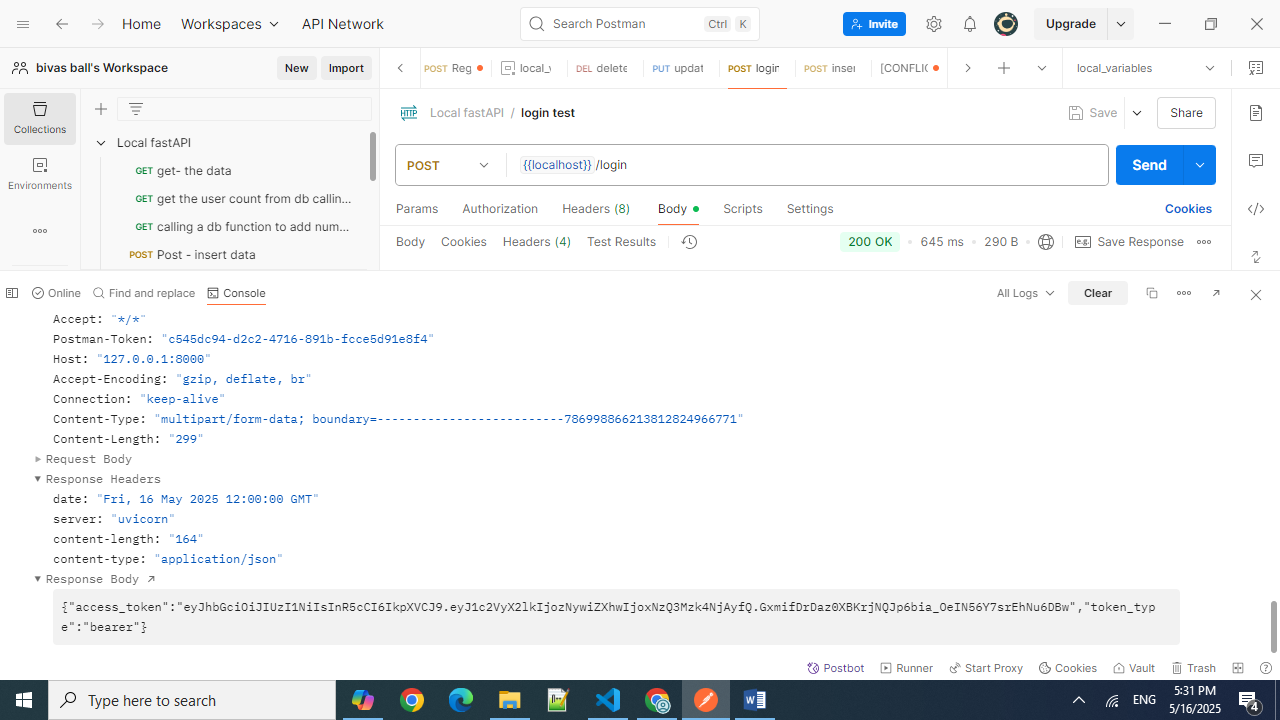 Home Workspaces API Network Search Postman Ctrl K Invite Upgrade
bivas ball's Workspace New Import POST Reg local_v DEL delete PUT updat POST login POST inser [CONFLIC local_variables
Collections
Environments
Local fastAPI
GET get- the data
GET get the user count from db callin...
GET calling a db function to add num...
POST Post - insert data
HTTP Local fastAPI / login test Save Share
POST {{localhost}} /login Send
Params Authorization Headers (8) Body Scripts Settings Cookies
Body Cookies Headers (4) Test Results 200 OK 645 ms 290 B e.g. Save Response
Online Find and replace Console All Logs Clear
Accept: "*/*"
Postman-Token: "c545dc94-d2c2-4716-891b-fcce5d91e8f4"
Host: "127.0.0.1:8000"
Accept-Encoding: "gzip, deflate, br"
Connection: "keep-alive"
Content-Type: "multipart/form-data; boundary=--------------------------786998866213812824966771"
Content-Length: "299"
Request Body
Response Headers
date: "Fri, 16 May 2025 12:00:00 GMT"
server: "uvicorn"
content-length: "164"
content-type: "application/json"
Response Body
{"access_token":"eyJhbGciOiJIUzI1NiIsInR5cCI6IkpXVCJ9.eyJ1c2VyX2lkIjozNywiZXhwIjoxNzQ3Mzk4NjAyfQ.GxmifDrDaz0XBKrjNQJp6bia_OeIN56Y7srEhNu6DBw","token_typ
e":"bearer"}
Postbot Runner Start Proxy Cookies Vault Trash
Type here to search ENG 5:31 PM
5/16/2025 4